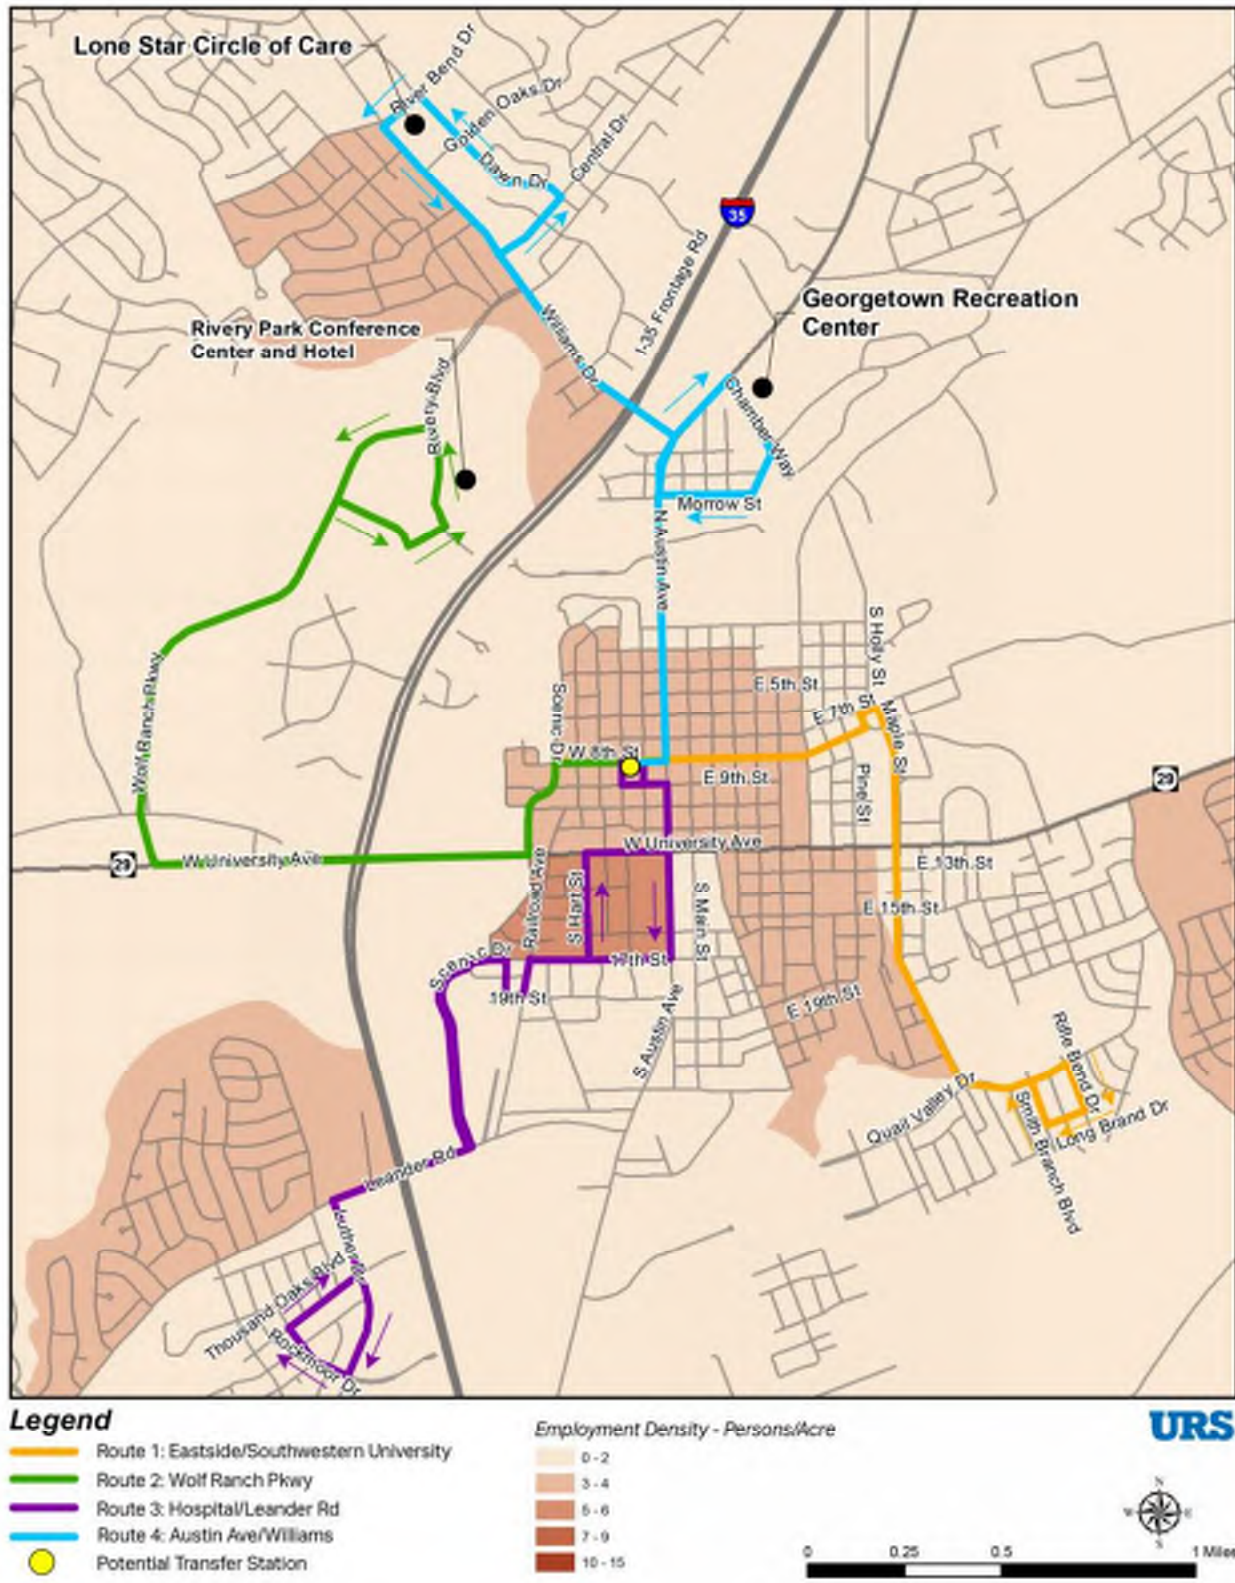 Lone Star Circle of Care
River Bend Dr
Golden Oaks Dr
Dawn Dr
Central Dr
35
I-35 Frontage Rd
Georgetown Recreation
Center
Rivery Park Conference
Center and Hotel
Williams Dr
Rivery Blvd
Chamber Way
Morrow St
N Austin Ave
S Holly St
E 5th St
E 7th St
Maple St
Scenic Dr
W 8th St
E 9th St
Pine St
Wolf Ranch Pkwy
29
W University Ave
W University Ave
29
E 13th St
E 15th St
Railroad Ave
S Hart St
S Main St
17th St
Scenic Dr
19th St
E 19th St
S Austin Ave
Rifle Bend Dr
Quail Valley Dr
Smith Branch Blvd
Long Brand Dr
Leander Rd
Luther Dr
Thousand Oaks Blvd
Rockmoor Dr
Legend
Route 1: Eastside/Southwestern University
Route 2: Wolf Ranch Pkwy
Route 3: Hospital/Leander Rd
Route 4: Austin Ave/Williams
Potential Transfer Station
Employment Density - Persons/Acre
0 - 2
3 - 4
5 - 6
7 - 9
10 - 15
URS
N
W E
S
0 0.25 0.5 1 Miles